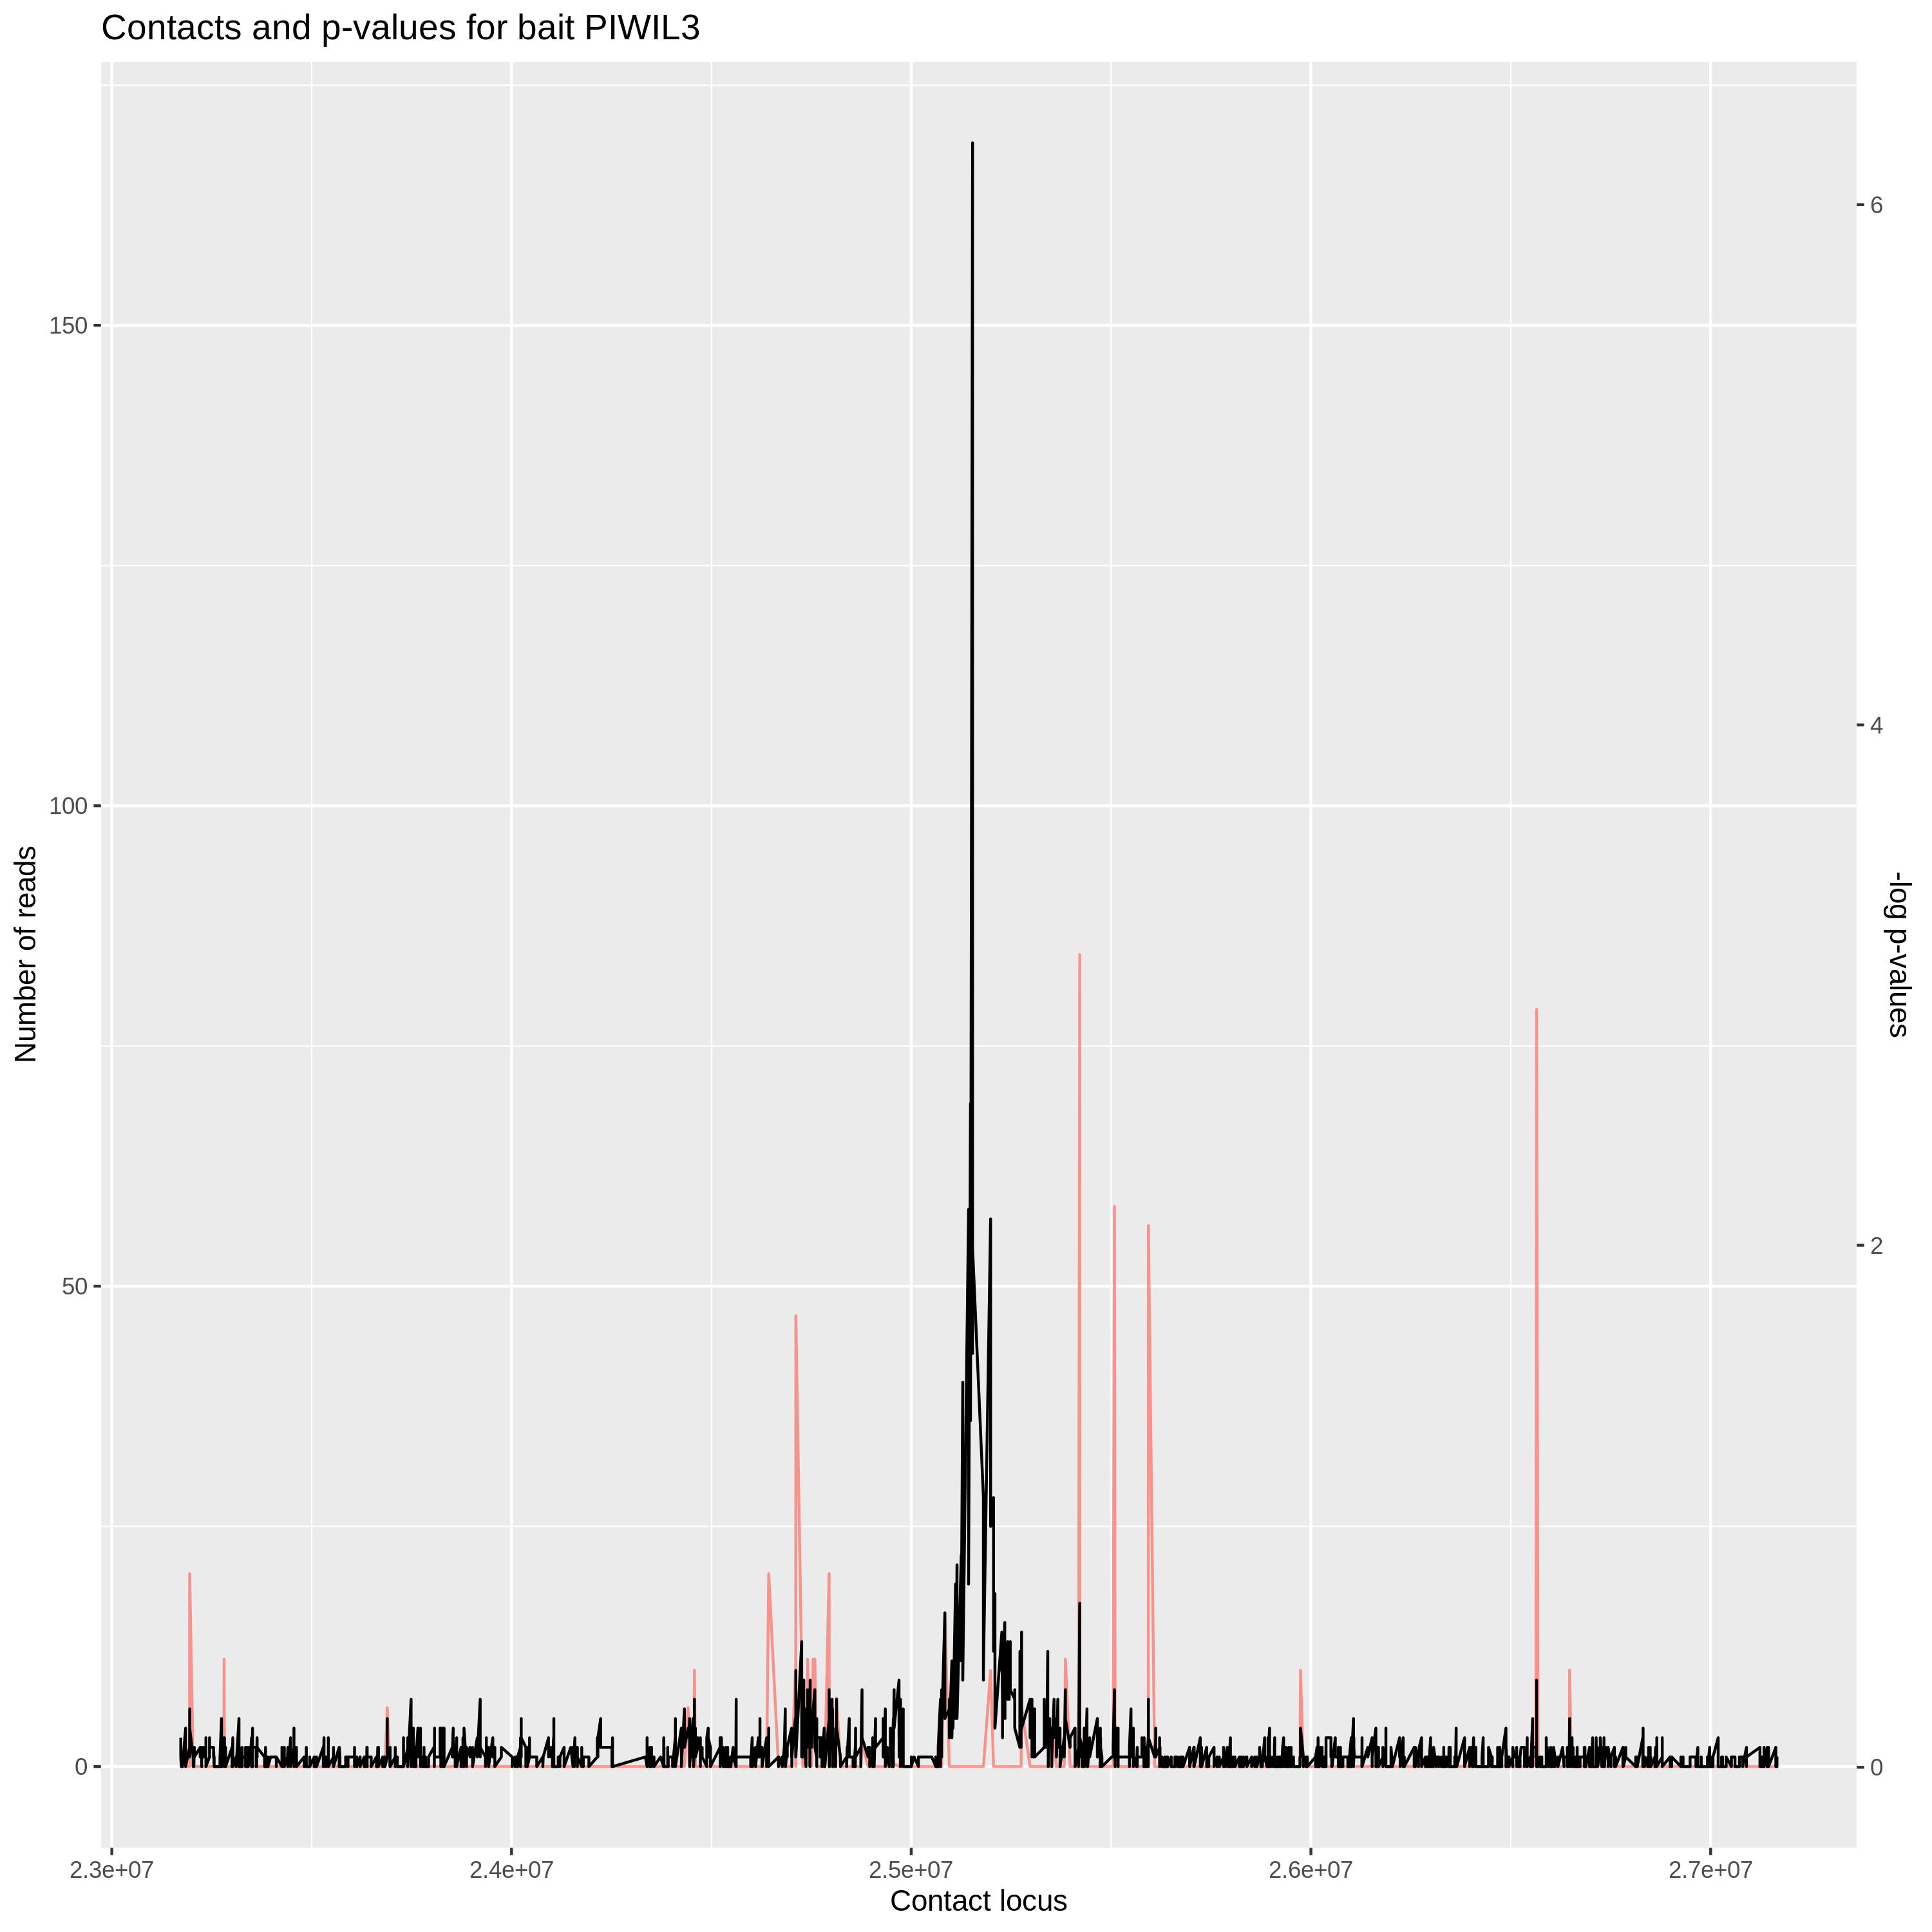 Contacts and p-values for bait PIWIL3
150
100
50
0
6
4
2
0
Number of reads
-log p-values
2.3e+07 2.4e+07 2.5e+07 2.6e+07 2.7e+07
Contact locus